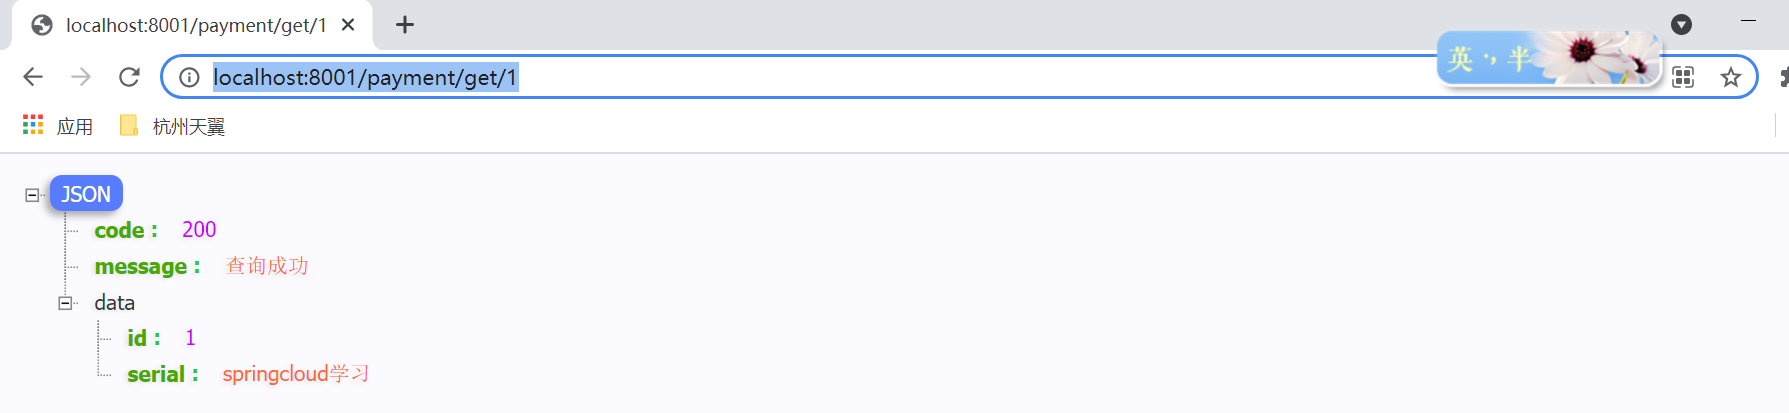 localhost:8001/payment/get/1
localhost:8001/payment/get/1
英 ·, 半
应用 杭州天翼
JSON
code : 200
message : 查询成功
data
id : 1
serial : springcloud学习